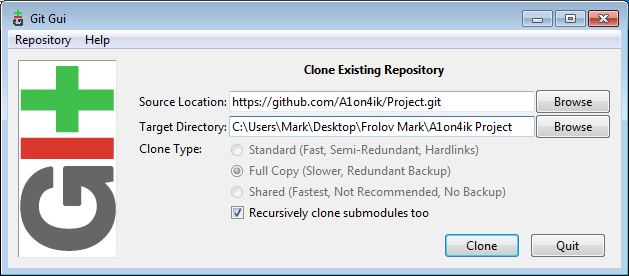 Git Gui
Repository Help
Clone Existing Repository
Source Location: https://github.com/A1on4ik/Project.git Browse
Target Directory: C:\Users\Mark\Desktop\Frolov Mark\A1on4ik Project Browse
Clone Type: Standard (Fast, Semi-Redundant, Hardlinks)
Full Copy (Slower, Redundant Backup)
Shared (Fastest, Not Recommended, No Backup)
Recursively clone submodules too
Clone Quit
Git